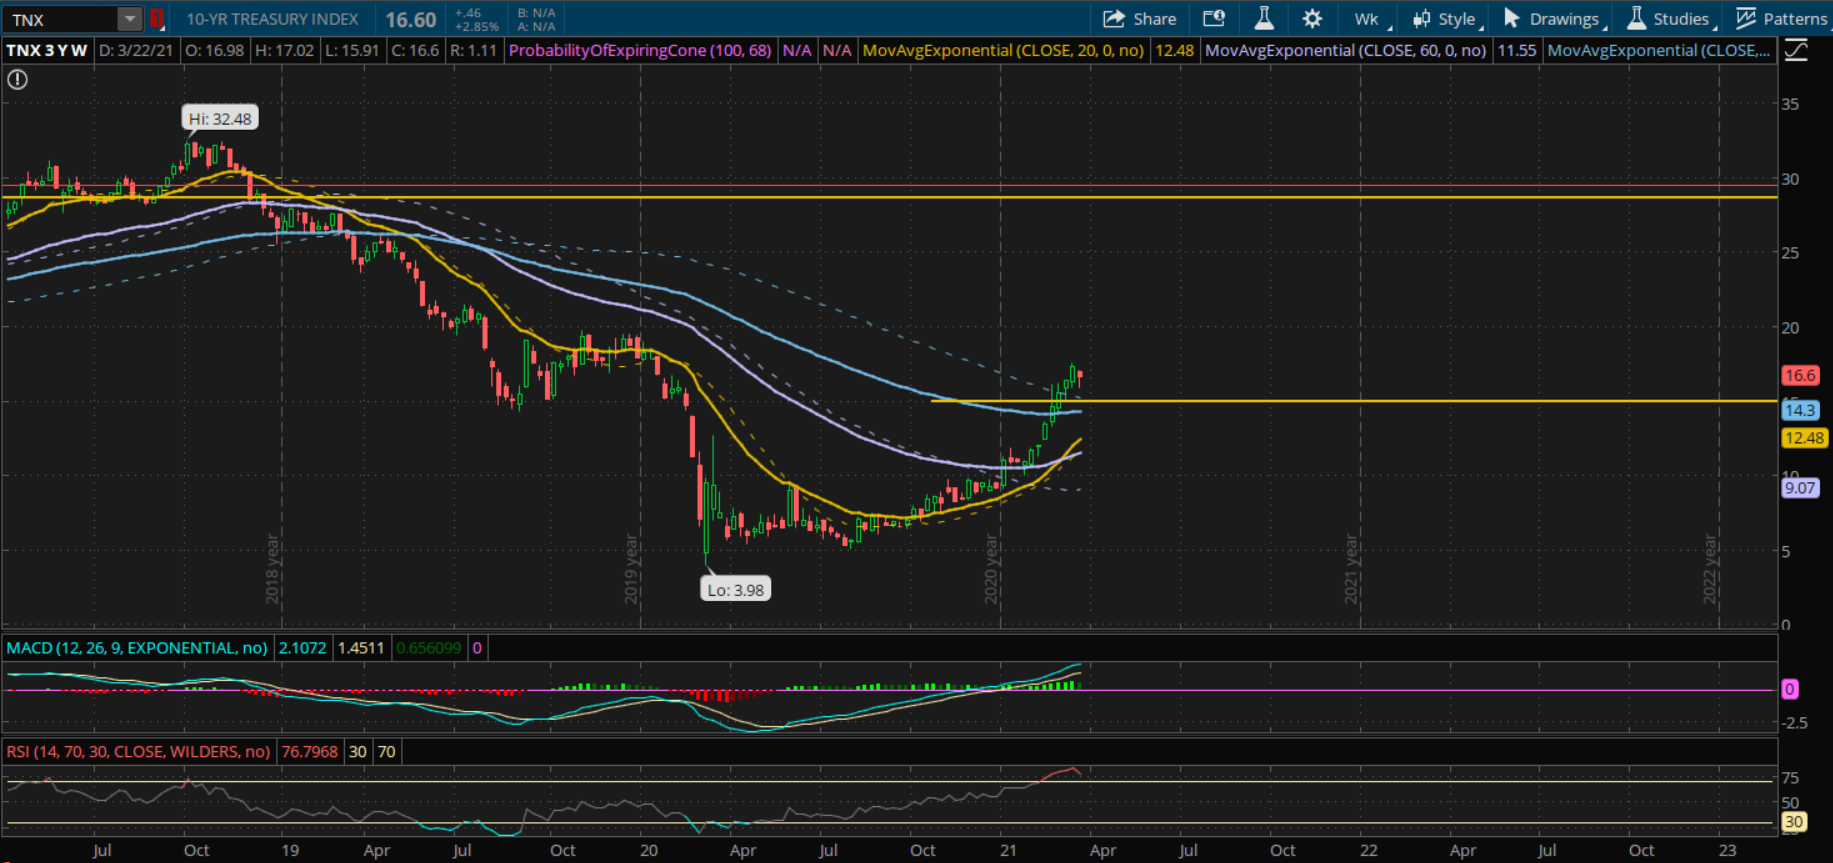 TNX 1 10-YR TREASURY INDEX 16.60 +.46 +2.85% B: N/A A: N/A Share Wk Style Drawings Studies Patterns
TNX 3 Y W D: 3/22/21 O: 16.98 H: 17.02 L: 15.91 C: 16.6 R: 1.11 ProbabilityOfExpiringCone (100, 68) N/A N/A MovAvgExponential (CLOSE, 20, 0, no) 12.48 MovAvgExponential (CLOSE, 60, 0, no) 11.55 MovAvgExponential (CLOSE,...
35
Hi: 32.48
30
25
20
16.6
15
14.3
12.48
10
9.07
5
0
2018 year
2019 year
2020 year
2021 year
2022 year
Lo: 3.98
MACD (12, 26, 9, EXPONENTIAL, no) 2.1072 1.4511 0.656099 0
0
-2.5
RSI (14, 70, 30, CLOSE, WILDERS, no) 76.7968 30 70
75
50
30
Jul Oct 19 Apr Jul Oct 20 Apr Jul Oct 21 Apr Jul Oct 22 Apr Jul Oct 23